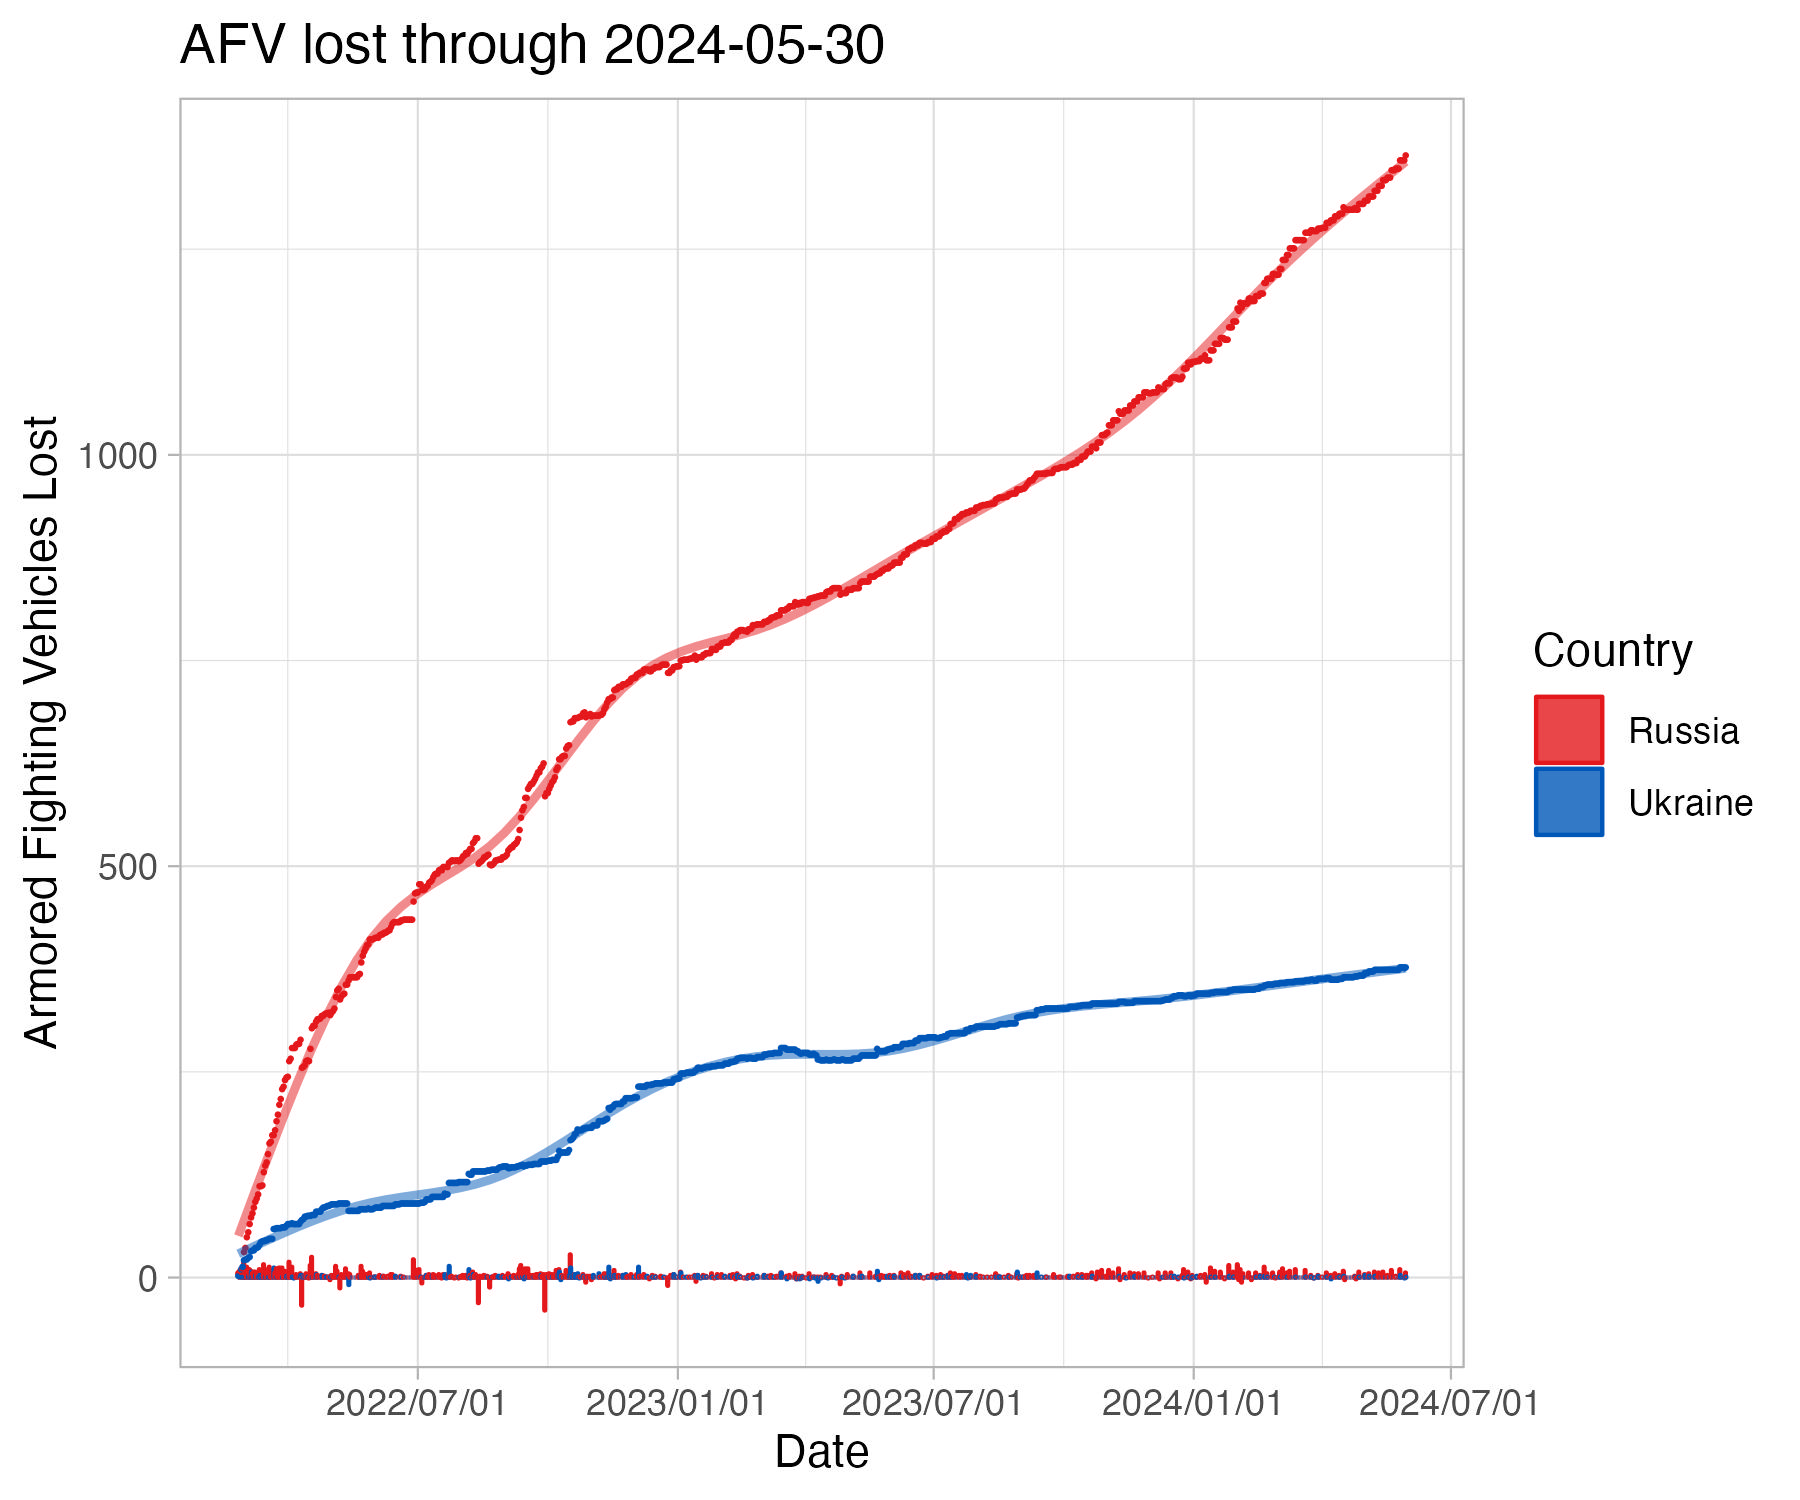 AFV lost through 2024-05-30
Armored Fighting Vehicles Lost
1000
500
0
2022/07/01
2023/01/01
2023/07/01
2024/01/01
2024/07/01
Date
Country
Russia
Ukraine